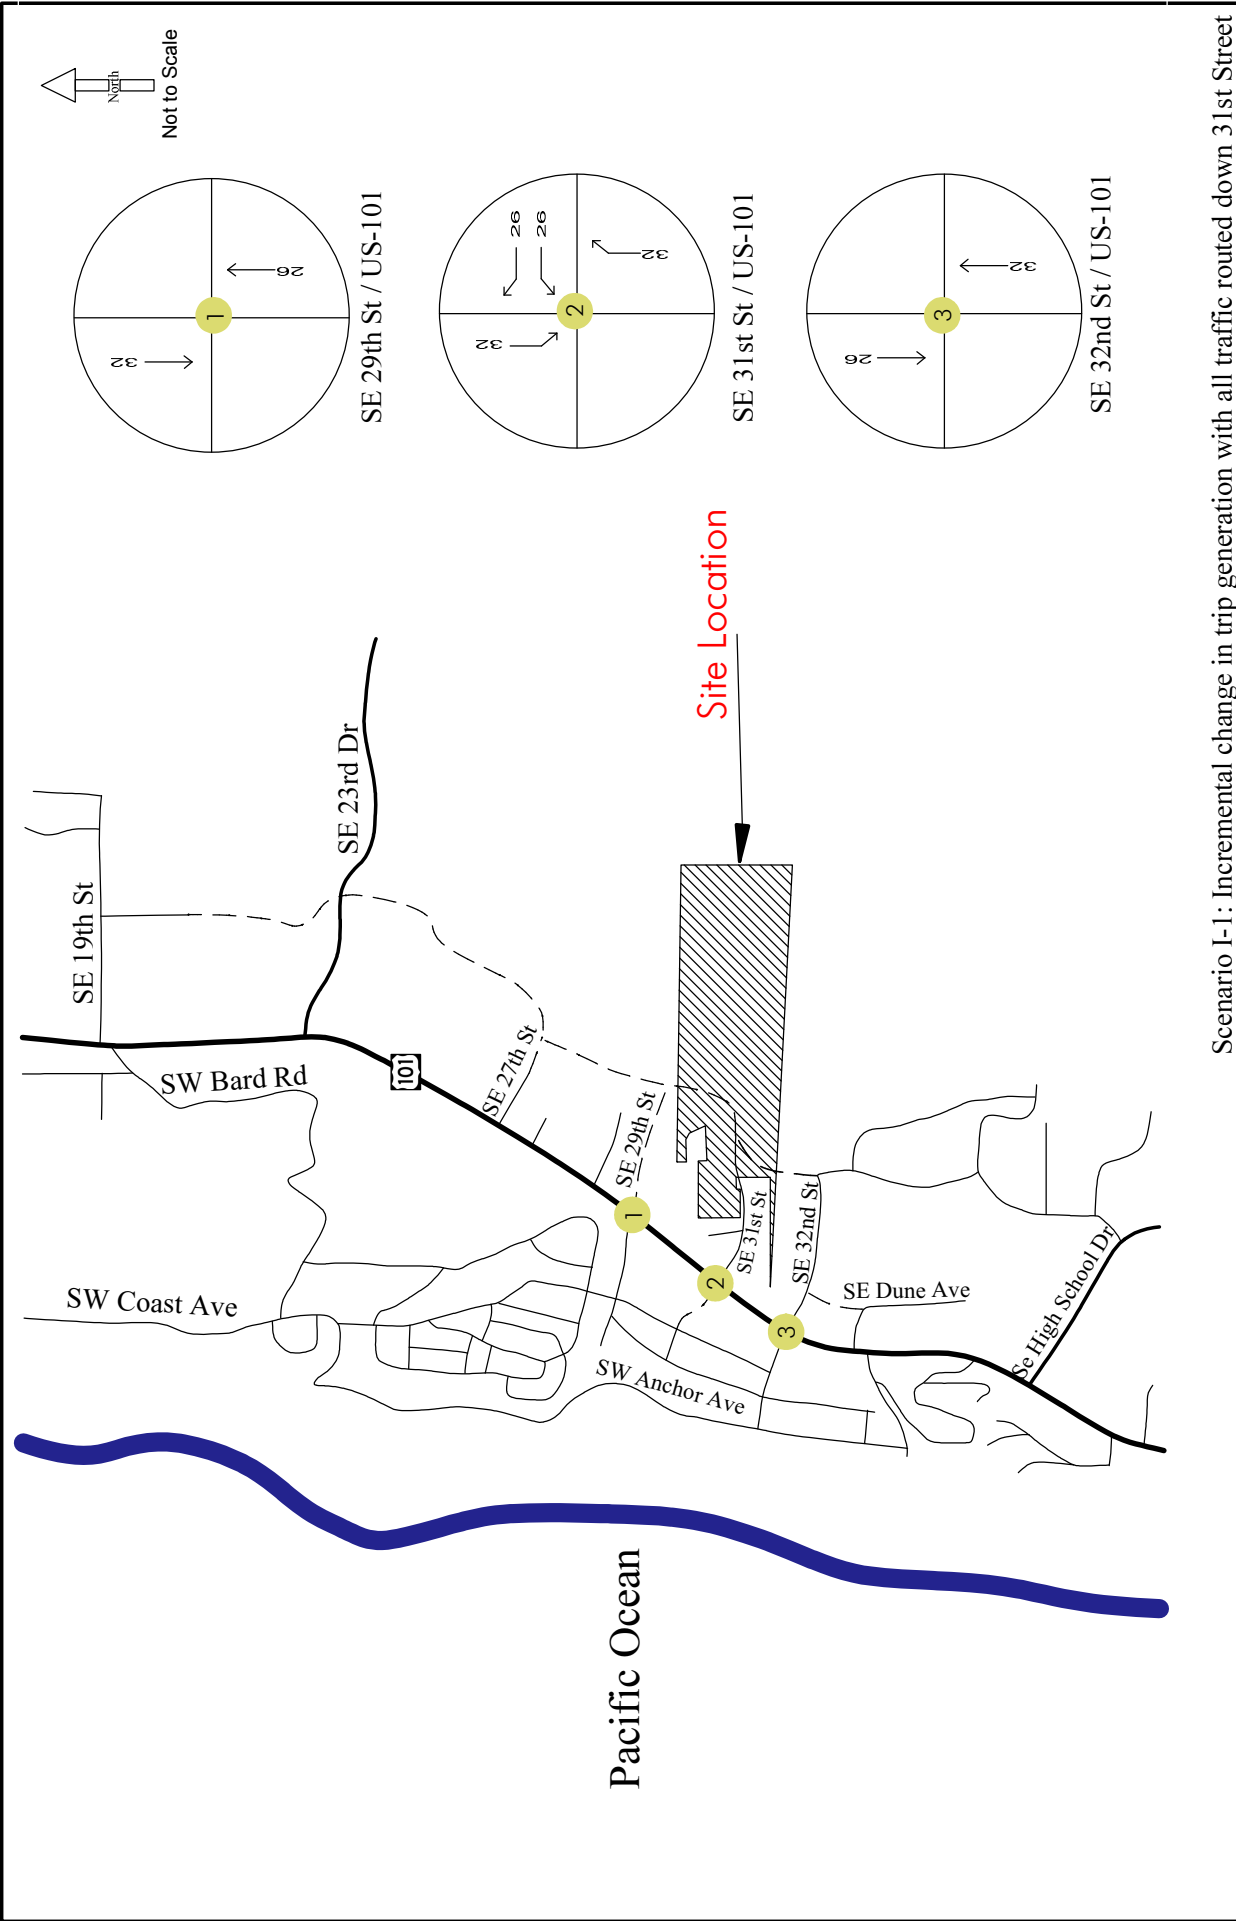 North
Not to Scale
32
26
1
SE 29th St / US-101
32
26
26
32
2
SE 31st St / US-101
26
32
3
SE 32nd St / US-101
SE 19th St
SE 23rd Dr
SW Bard Rd
101
SE 27th St
SE 29th St
1
SW Coast Ave
Site Location
2
SE 31st St
SE 32nd St
3
SE Dune Ave
SW Anchor Ave
Se High School Dr
Pacific Ocean
Scenario I-1: Incremental change in trip generation with all traffic routed down 31st Street